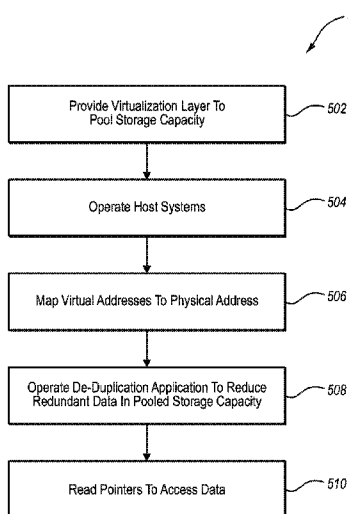 Provide Virtualization Layer To
Pool Storage Capacity
502
Operate Host Systems
504
Map Virtual Addresses To Physical Address
506
Operate De-Duplication Application To Reduce
Redundant Data In Pooled Storage Capacity
508
Read Pointers To Access Data
510